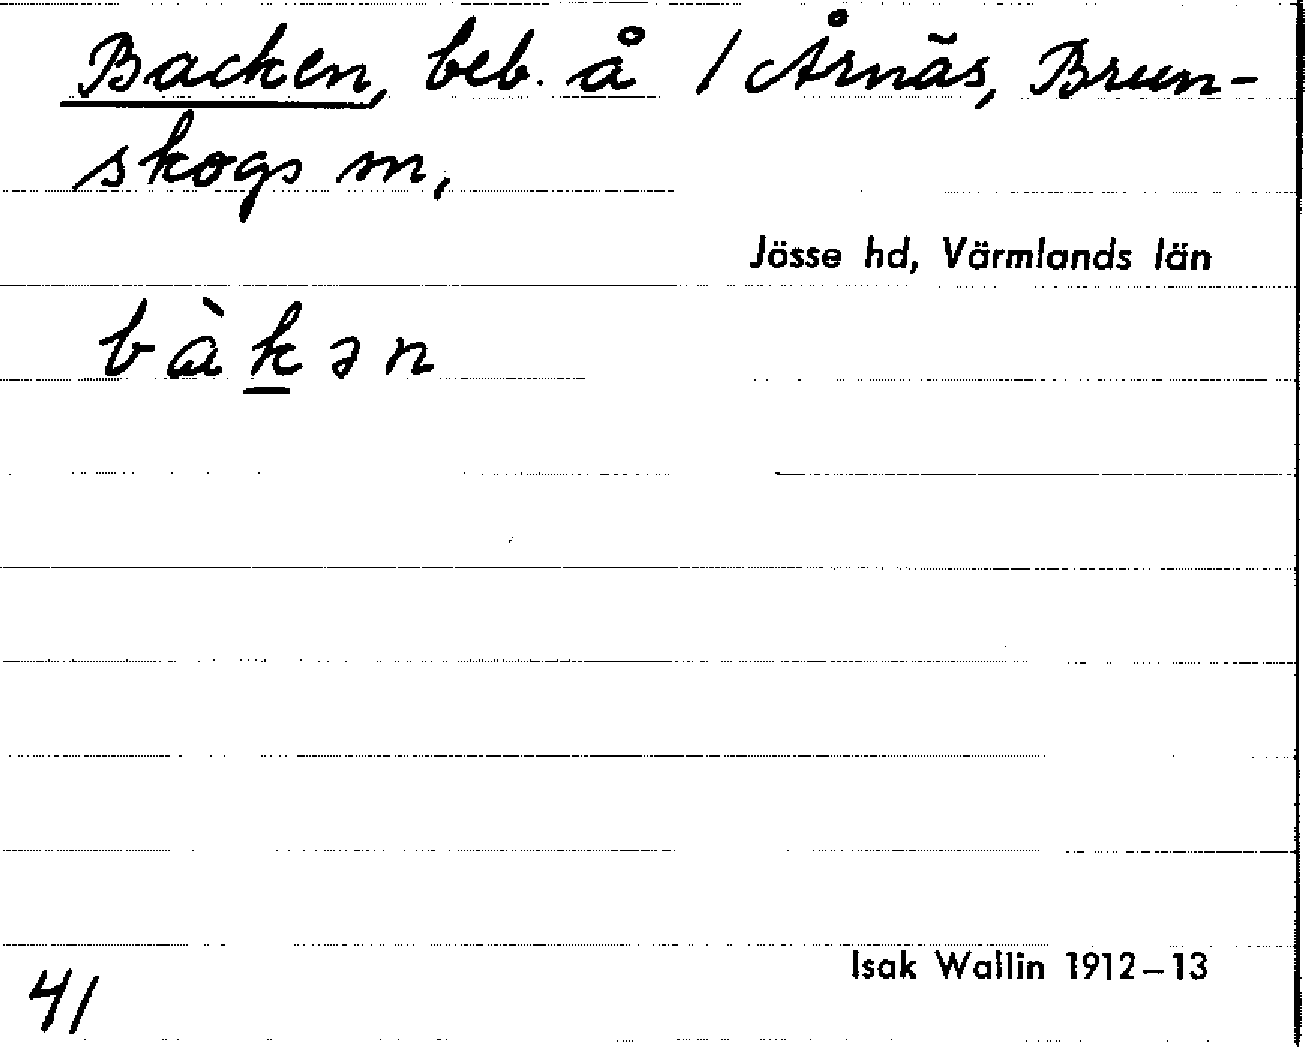 Backen, beb. å 1 Årnäs, Brun-
skogs sn,
Jösse hd, Värmlands län
bàkən
Isak Wallin 1912–13
41